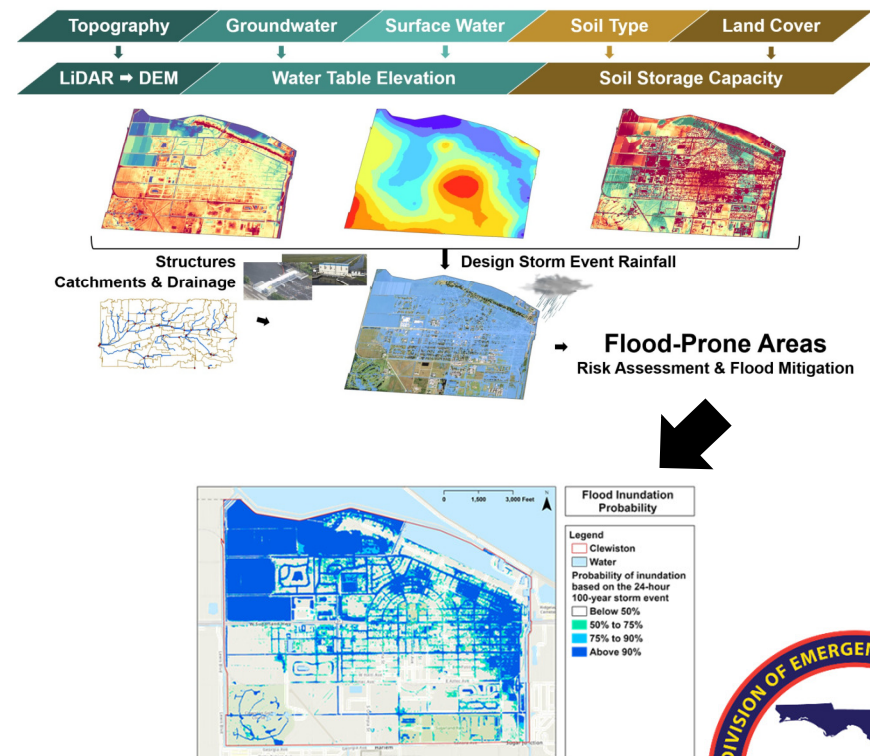 Topography Groundwater Surface Water Soil Type Land Cover
LiDAR ➡ DEM Water Table Elevation Soil Storage Capacity
Structures
Catchments & Drainage
Design Storm Event Rainfall
Flood-Prone Areas
Risk Assessment & Flood Mitigation
0 1,500 3,000 Feet
N
Flood Inundation
Probability
Legend
Clewiston
Water
Probability of inundation
based on the 24-hour
100-year storm event
Below 50%
50% to 75%
75% to 90%
Above 90%
Harlem
Sugar Junction
DIVISION OF EMERGEN